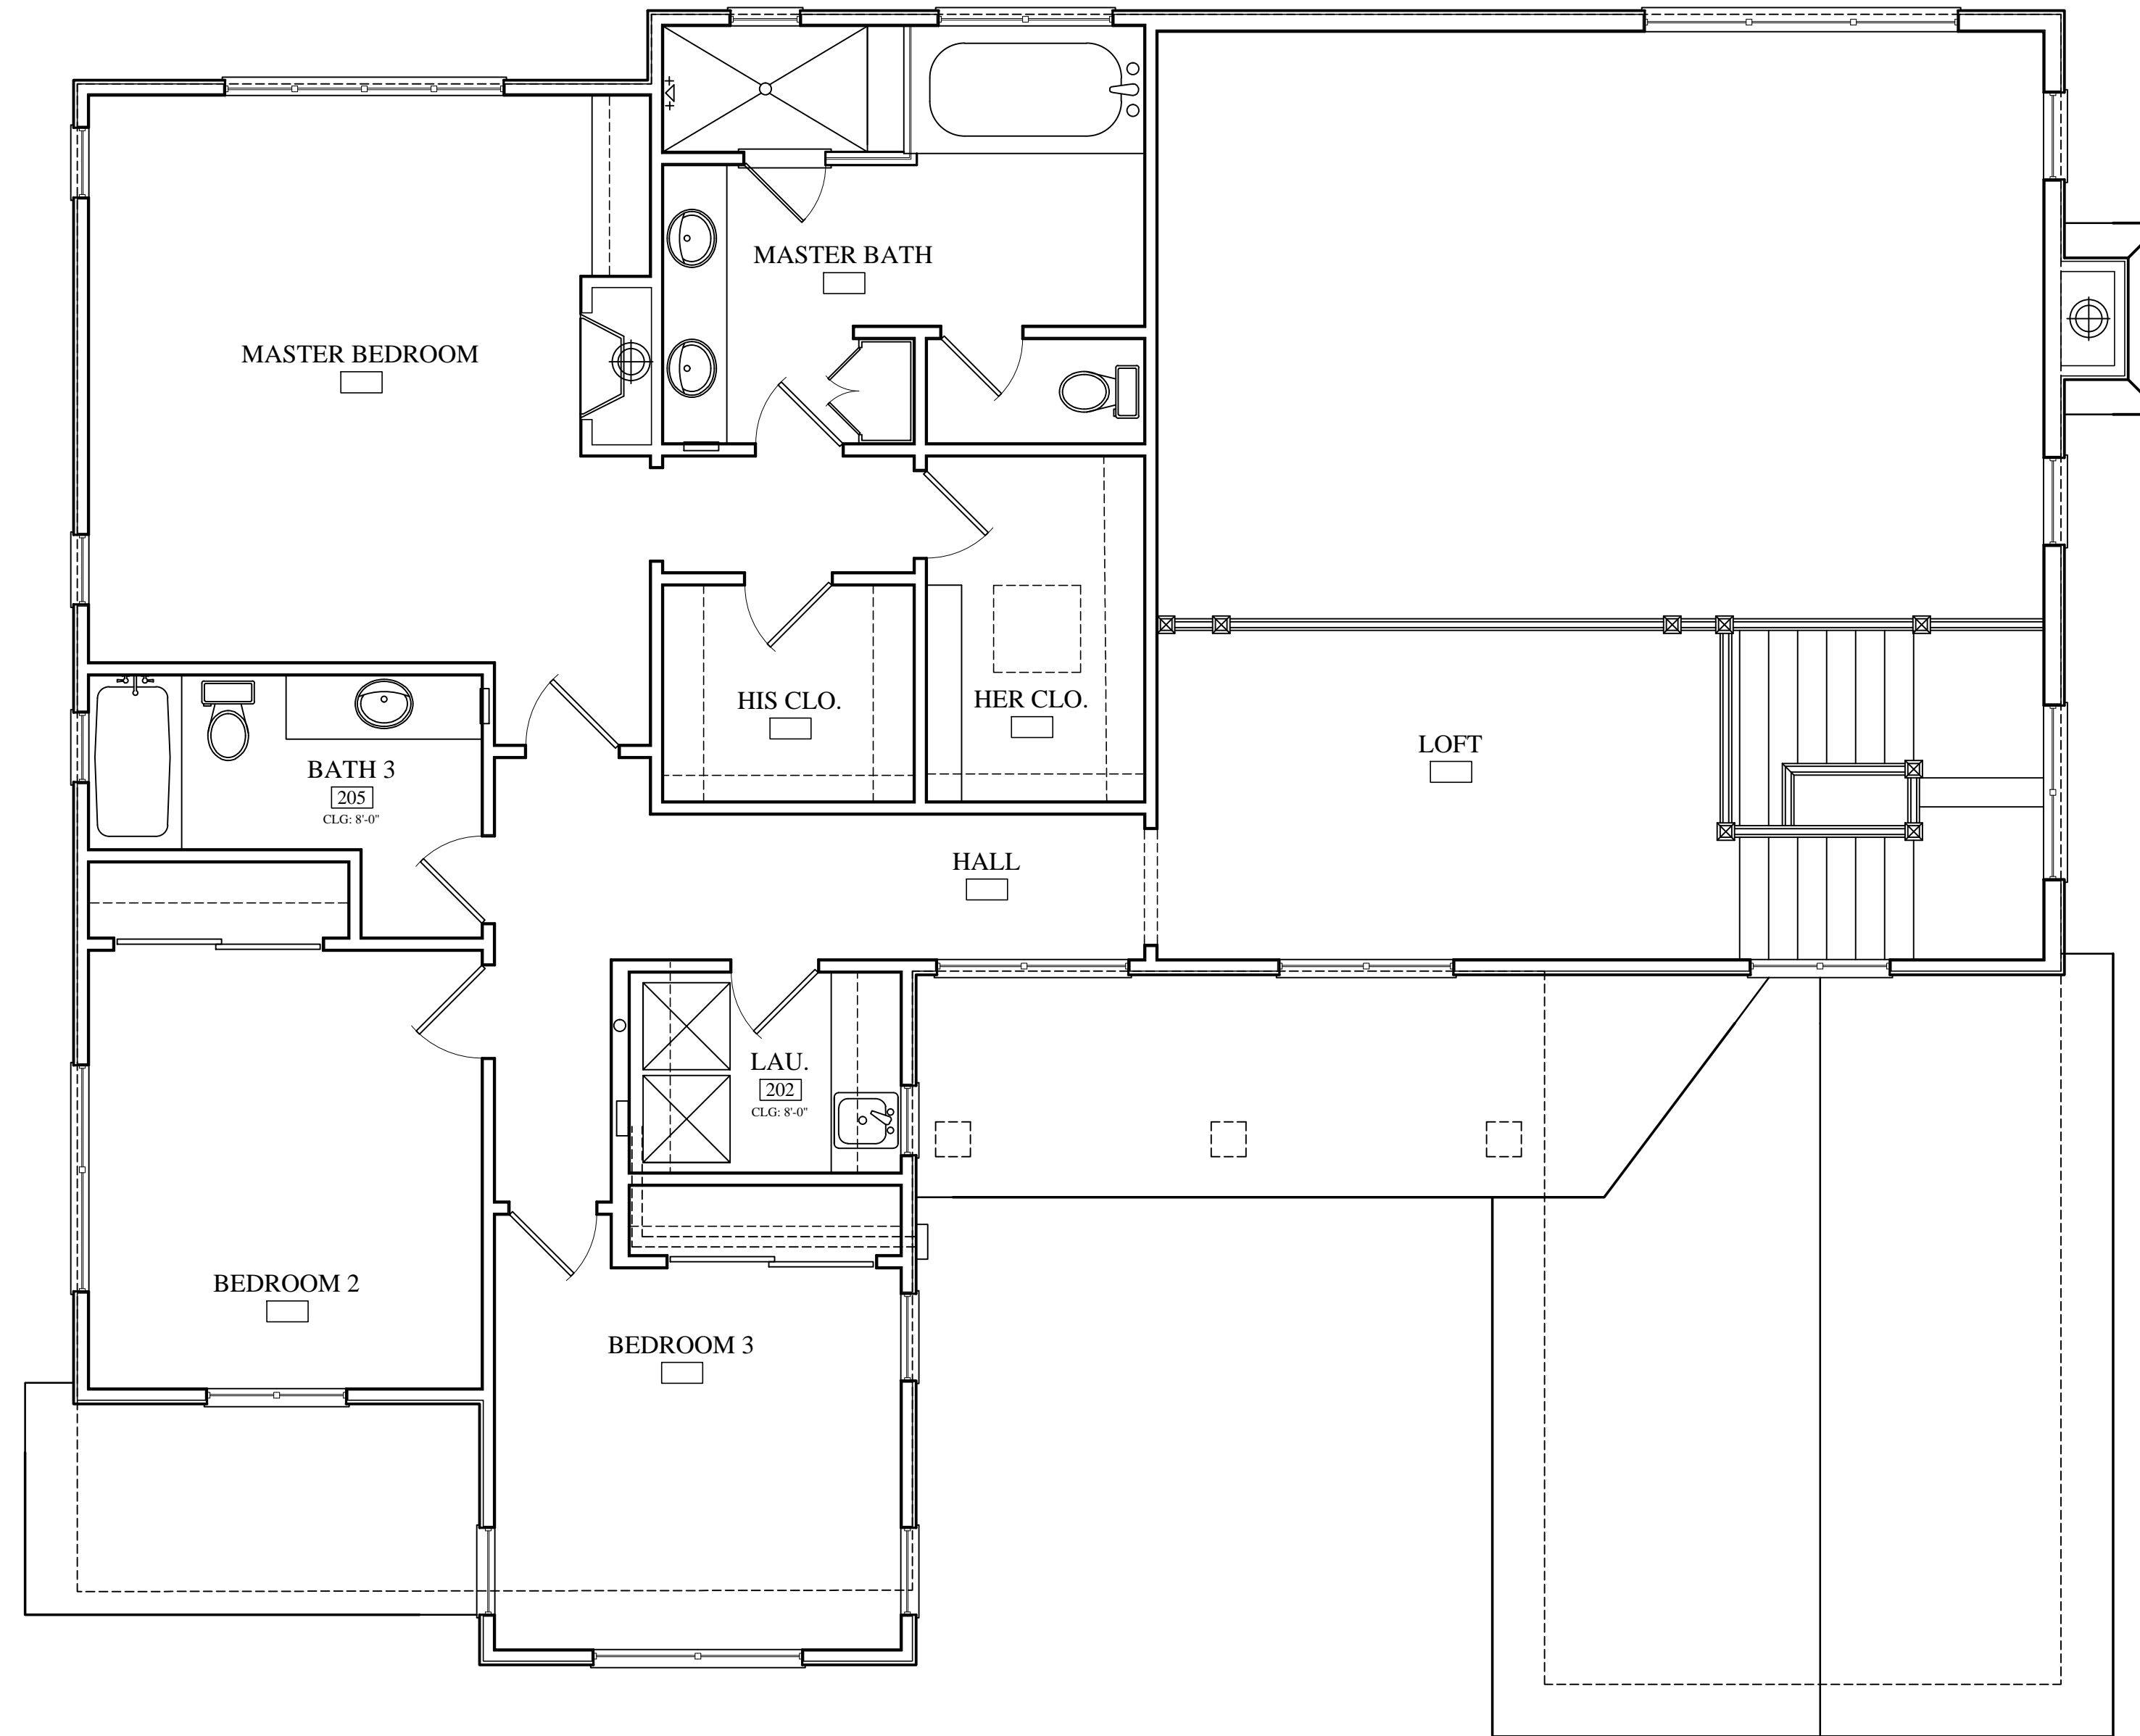 MASTER BATH
MASTER BEDROOM
HIS CLO.
HER CLO.
LOFT
BATH 3
205
CLG: 8'-0"
HALL
LAU.
202
CLG: 8'-0"
BEDROOM 2
BEDROOM 3